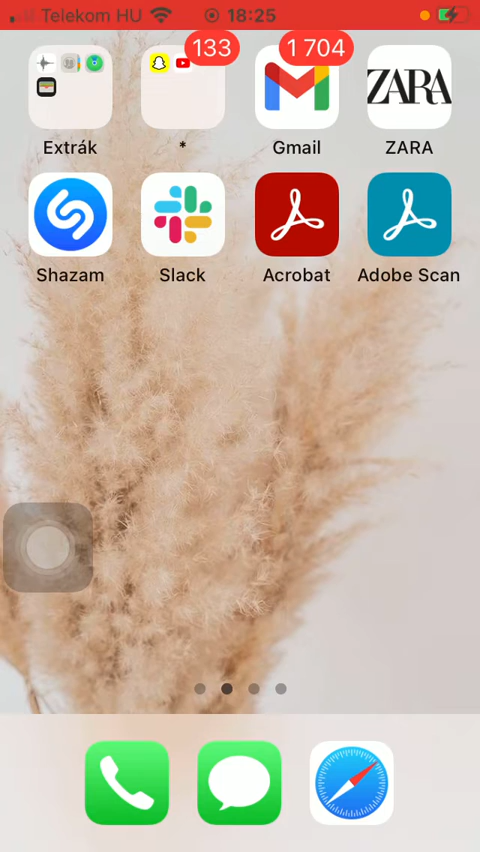 Telekom HU 18:25
133
1 704
ZARA
Extrák * Gmail ZARA
Shazam Slack Acrobat Adobe Scan